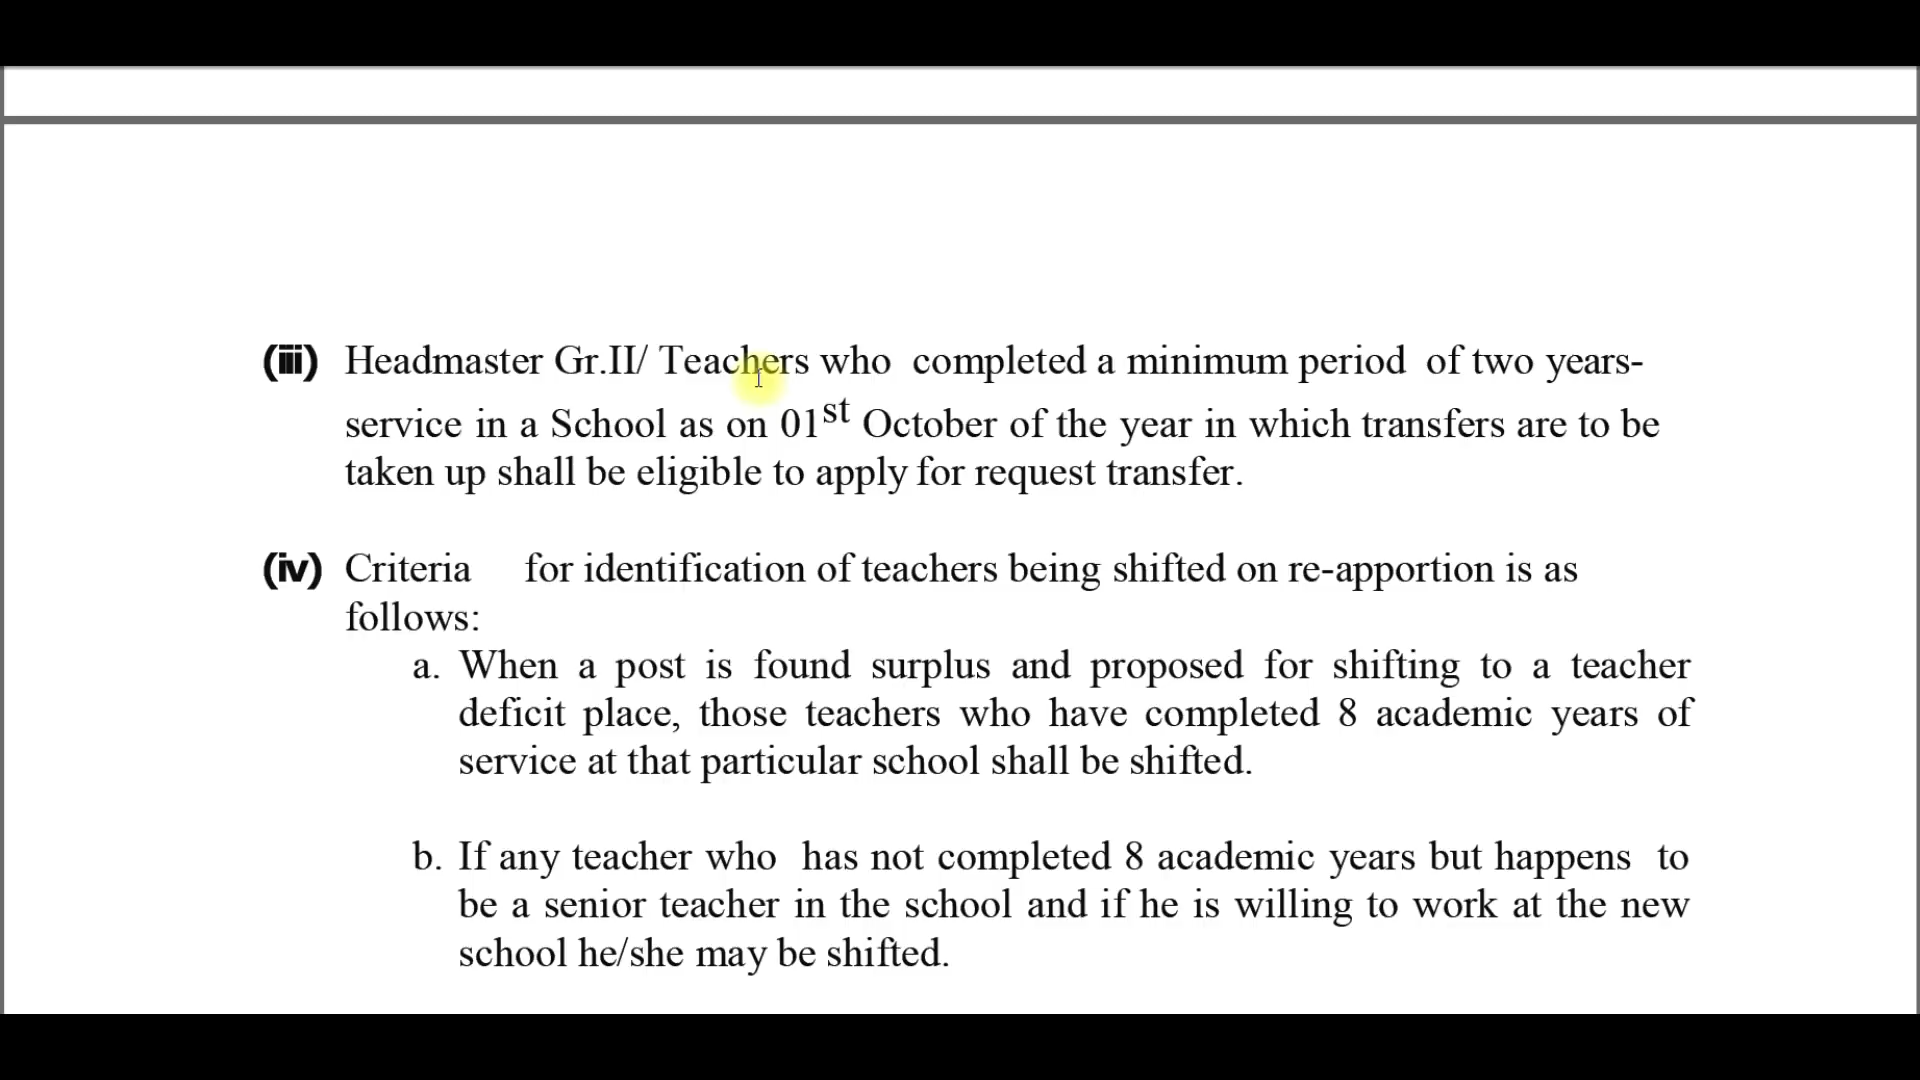 (iii) Headmaster Gr.II/ Teachers who completed a minimum period of two years-
service in a School as on 01st October of the year in which transfers are to be
taken up shall be eligible to apply for request transfer.
(iv) Criteria for identification of teachers being shifted on re-apportion is as
follows:
a. When a post is found surplus and proposed for shifting to a teacher
deficit place, those teachers who have completed 8 academic years of
service at that particular school shall be shifted.
b. If any teacher who has not completed 8 academic years but happens to
be a senior teacher in the school and if he is willing to work at the new
school he/she may be shifted.